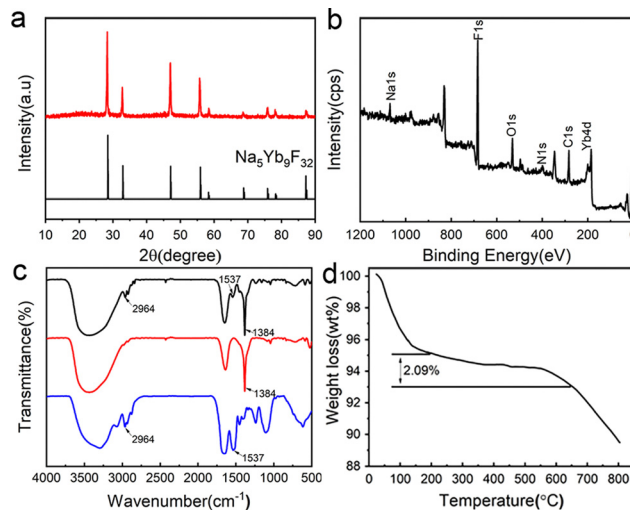 a
Intensity(a.u)
Na5Yb9F32
10 20 30 40 50 60 70 80 90
2θ(degree)
b
Intensity(cps)
Na1s
F1s
O1s
N1s
C1s
Yb4d
1200 1000 800 600 400 200 0
Binding Energy(eV)
c
Transmittance(%)
2964
1537
1384
1384
2964
1537
4000 3500 3000 2500 2000 1500 1000 500
Wavenumber(cm-1)
d
Weight loss(wt%)
100
98
96
94
92
90
88
2.09%
0 100 200 300 400 500 600 700 800
Temperature(°C)